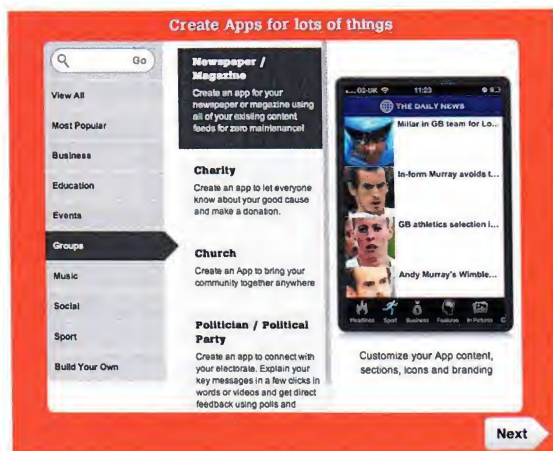 Create Apps for lots of things
Go
View All
Most Popular
Business
Education
Events
Groups
Music
Social
Sport
Build Your Own
Newspaper /
Magazine
Create an app for your
newspaper or magazine using
all of your existing content
feeds for zero maintenance!
Charity
Create an app to let everyone
know about your good cause
and make a donation.
Church
Create an App to bring your
community together anywhere
Politician / Political
Party
Create an app to connect with
your electorate. Explain your
key messages in a few clicks in
words or videos and get direct
feedback using polls and
O2-UK 11:23
THE DAILY NEWS
Millar in GB team for Lo...
In-form Murray avoids t...
GB athletics selection i...
Andy Murray's Wimble...
Headlines Sport Business Features In Pictures C
Customize your App content,
sections, icons and branding
Next